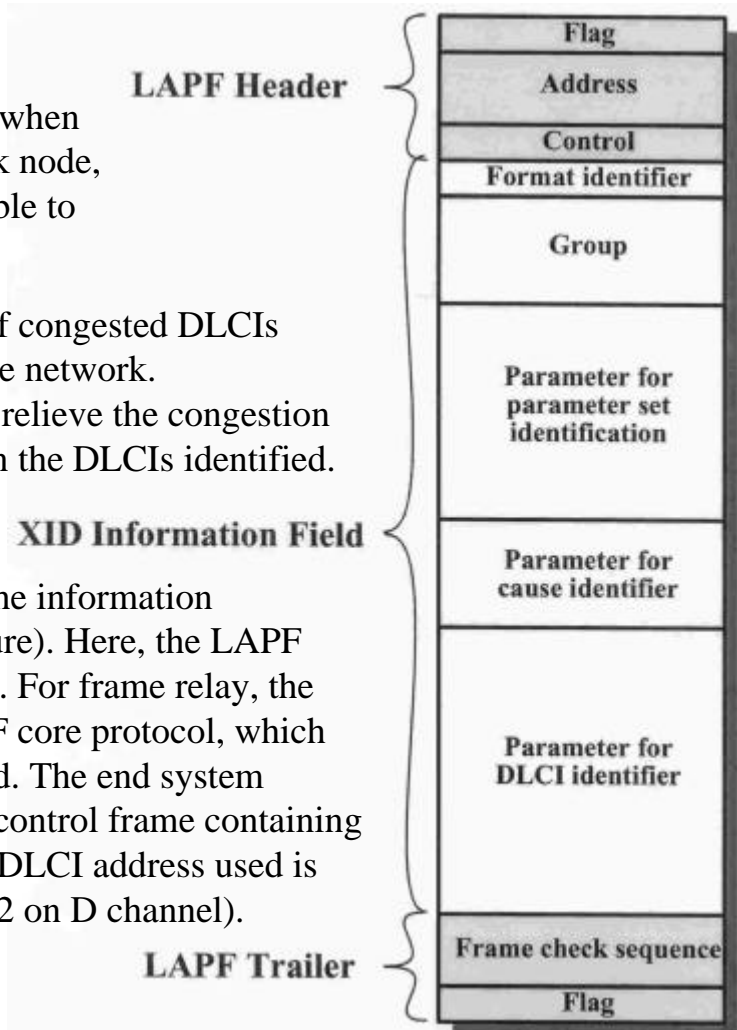 Flag
LAPF Header
Address
when
Control
k node,
Format identifier
ble to
Group
f congested DLCIs
e network.
relieve the congestion
n the DLCIs identified.
Parameter for
parameter set
identification
XID Information Field
Parameter for
cause identifier
he information
ure). Here, the LAPF
. For frame relay, the
F core protocol, which
d. The end system
control frame containing
DLCI address used is
2 on D channel).
Parameter for
DLCI identifier
LAPF Trailer
Frame check sequence
Flag